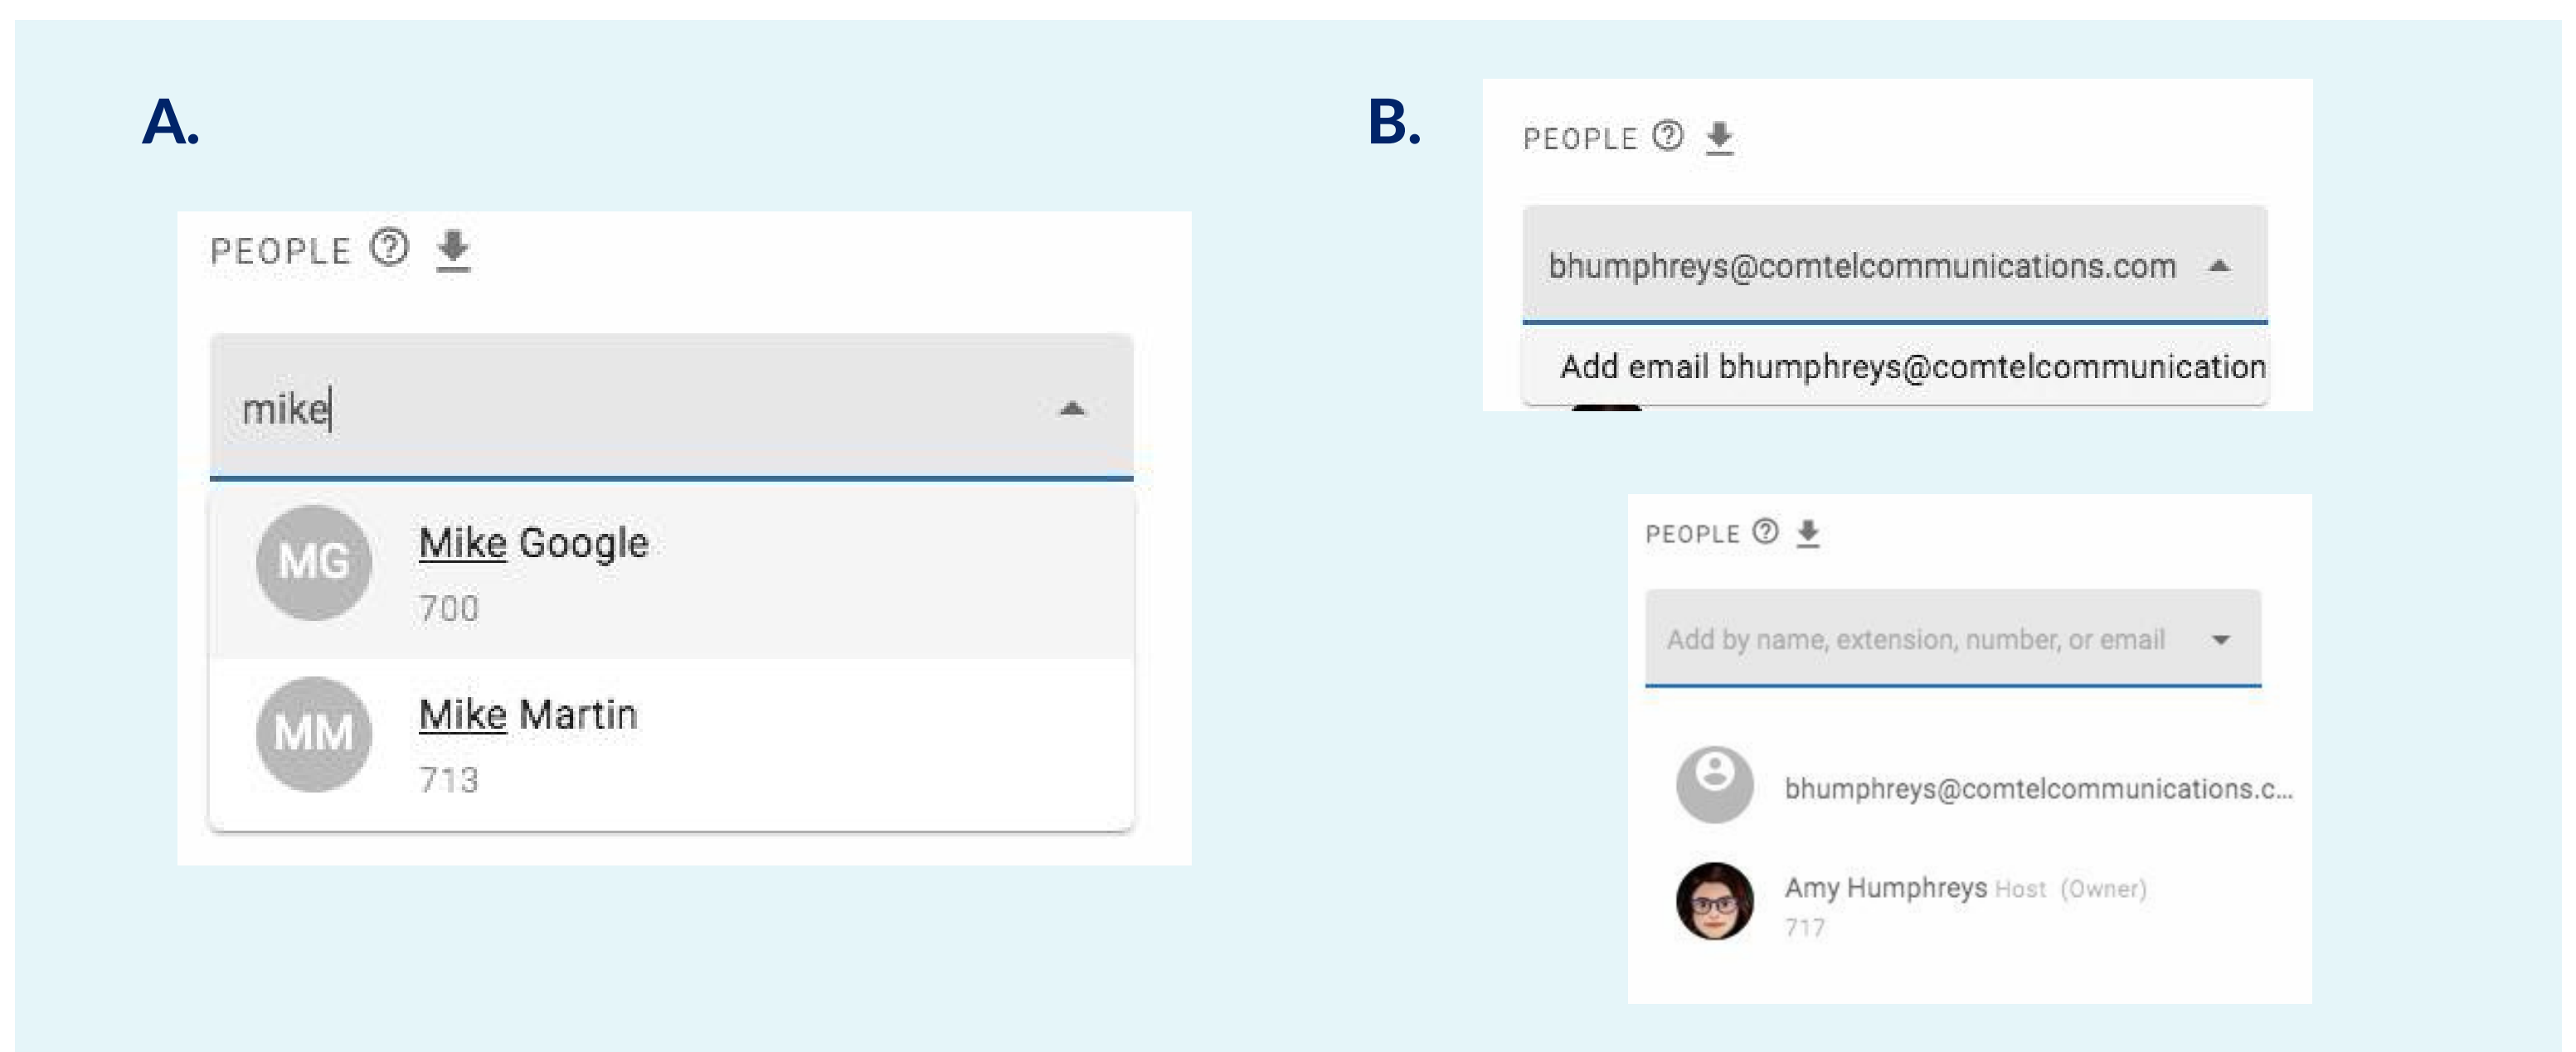 A.
PEOPLE ?
mike
MG
Mike Google
700
MM
Mike Martin
713
B.
PEOPLE ?
bhumphreys@comtelcommunications.com
Add email bhumphreys@comtelcommunication
PEOPLE ?
Add by name, extension, number, or email
bhumphreys@comtelcommunications.c...
Amy Humphreys Host (Owner)
717